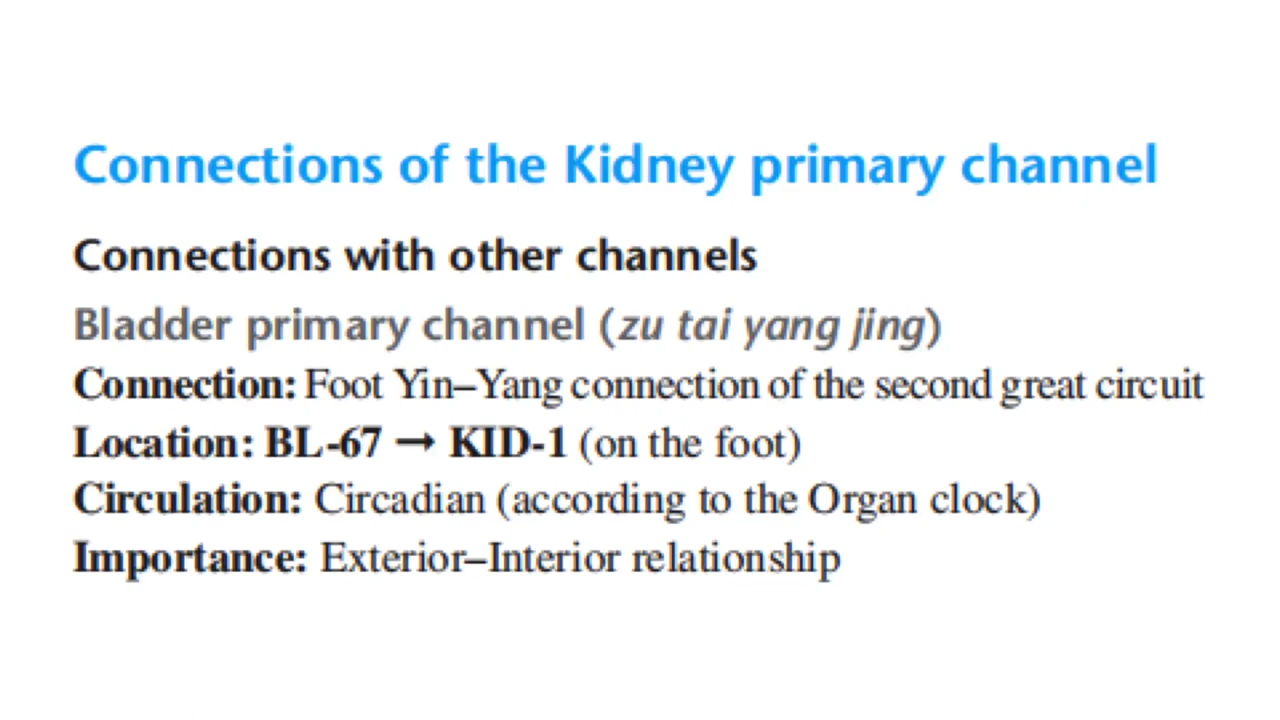 Connections of the Kidney primary channel
Connections with other channels
Bladder primary channel (zu tai yang jing)
Connection: Foot Yin–Yang connection of the second great circuit
Location: BL-67 → KID-1 (on the foot)
Circulation: Circadian (according to the Organ clock)
Importance: Exterior–Interior relationship